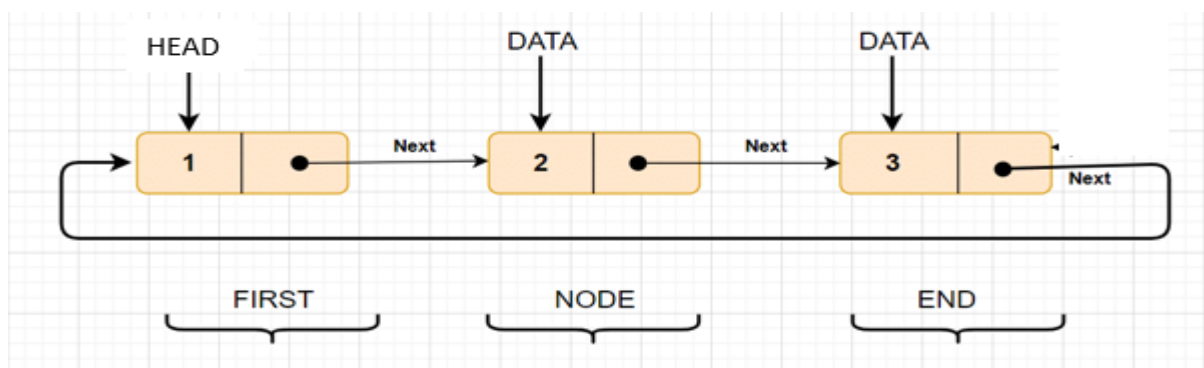 HEAD
DATA
DATA
1
Next
2
Next
3
Next
FIRST
NODE
END